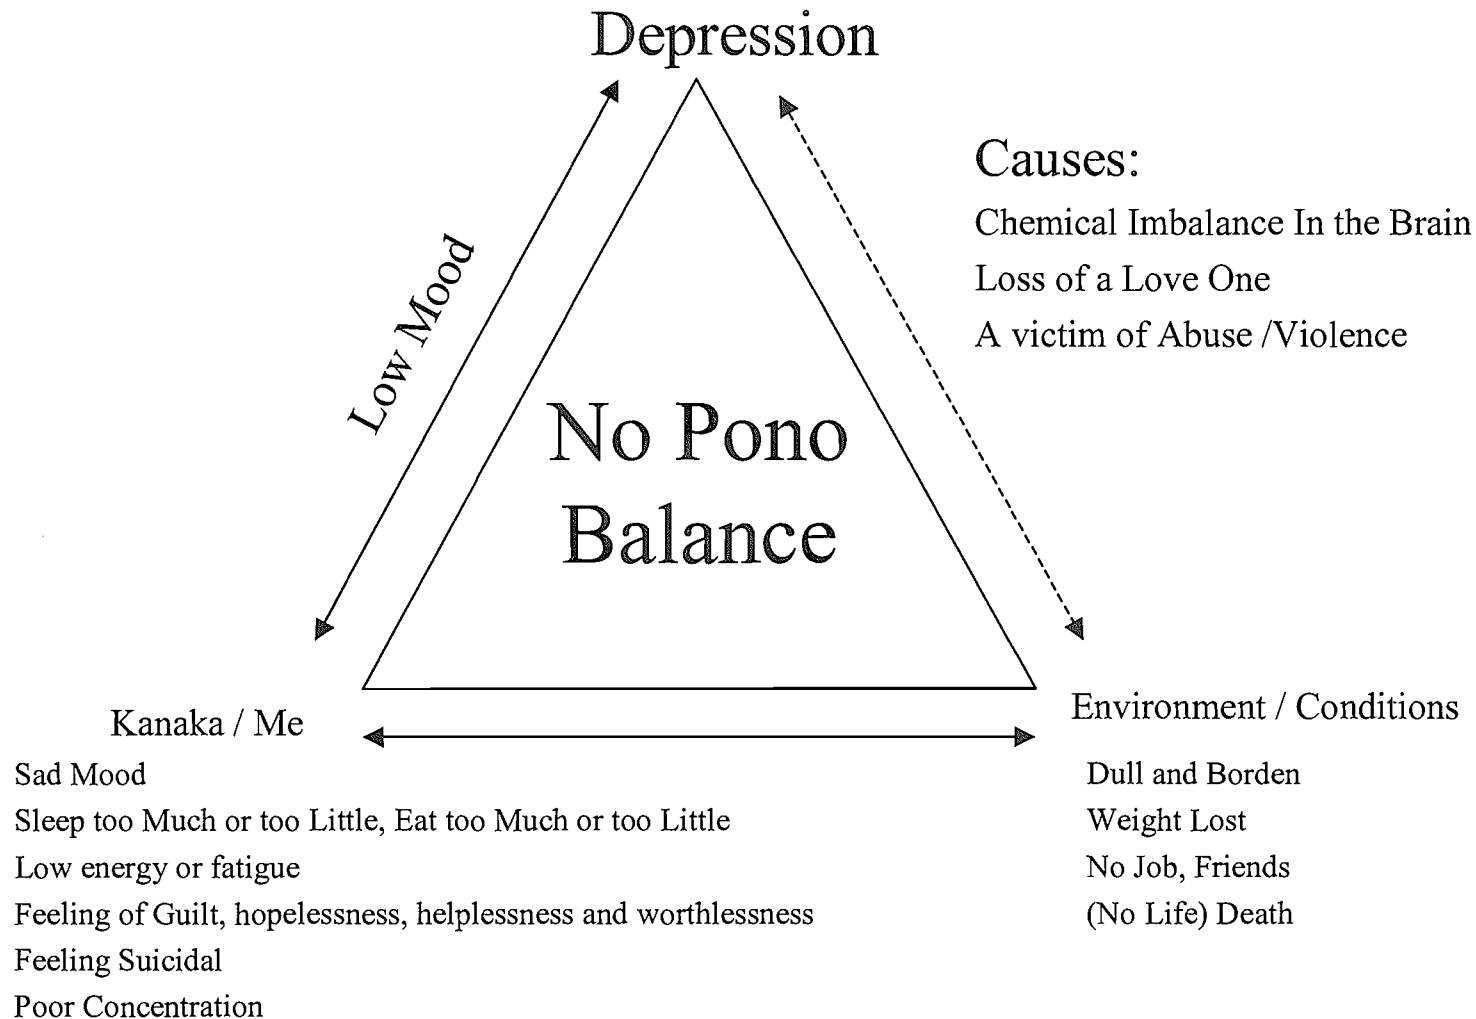 Depression
Causes:
Chemical Imbalance In the Brain
Loss of a Love One
A victim of Abuse /Violence
Low Mood
No Pono
Balance
Kanaka / Me
Sad Mood
Sleep too Much or too Little, Eat too Much or too Little
Low energy or fatigue
Feeling of Guilt, hopelessness, helplessness and worthlessness
Feeling Suicidal
Poor Concentration
Environment / Conditions
Dull and Borden
Weight Lost
No Job, Friends
(No Life) Death